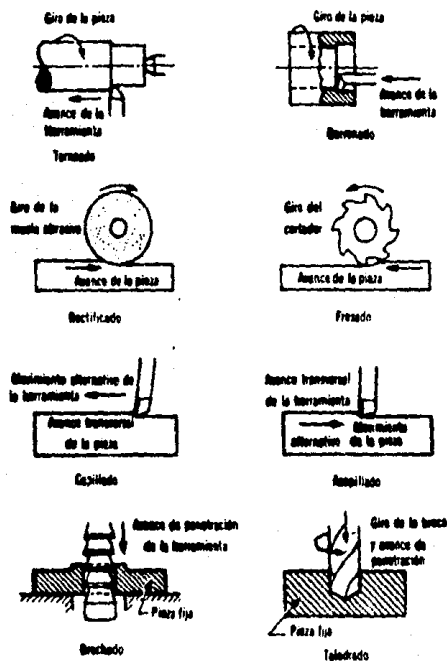 Giro de la pieza
Avance de la
herramienta
Torneado
Giro de la pieza
Avance de la
herramienta
Barrenado
Giro de la
muela abrasiva
Avance de la pieza
Rectificado
Giro del
cortador
Avance de la pieza
Fresado
Movimiento alternativo de
la herramienta
Avance transversal
de la pieza
Cepillado
Avance transversal
de la herramienta
Movimiento
alternativo de la pieza
Avance de penetración
de la herramienta
Pieza fija
Brochado
Giro de la broca
y avance de
penetración
Pieza fija
Taladrado